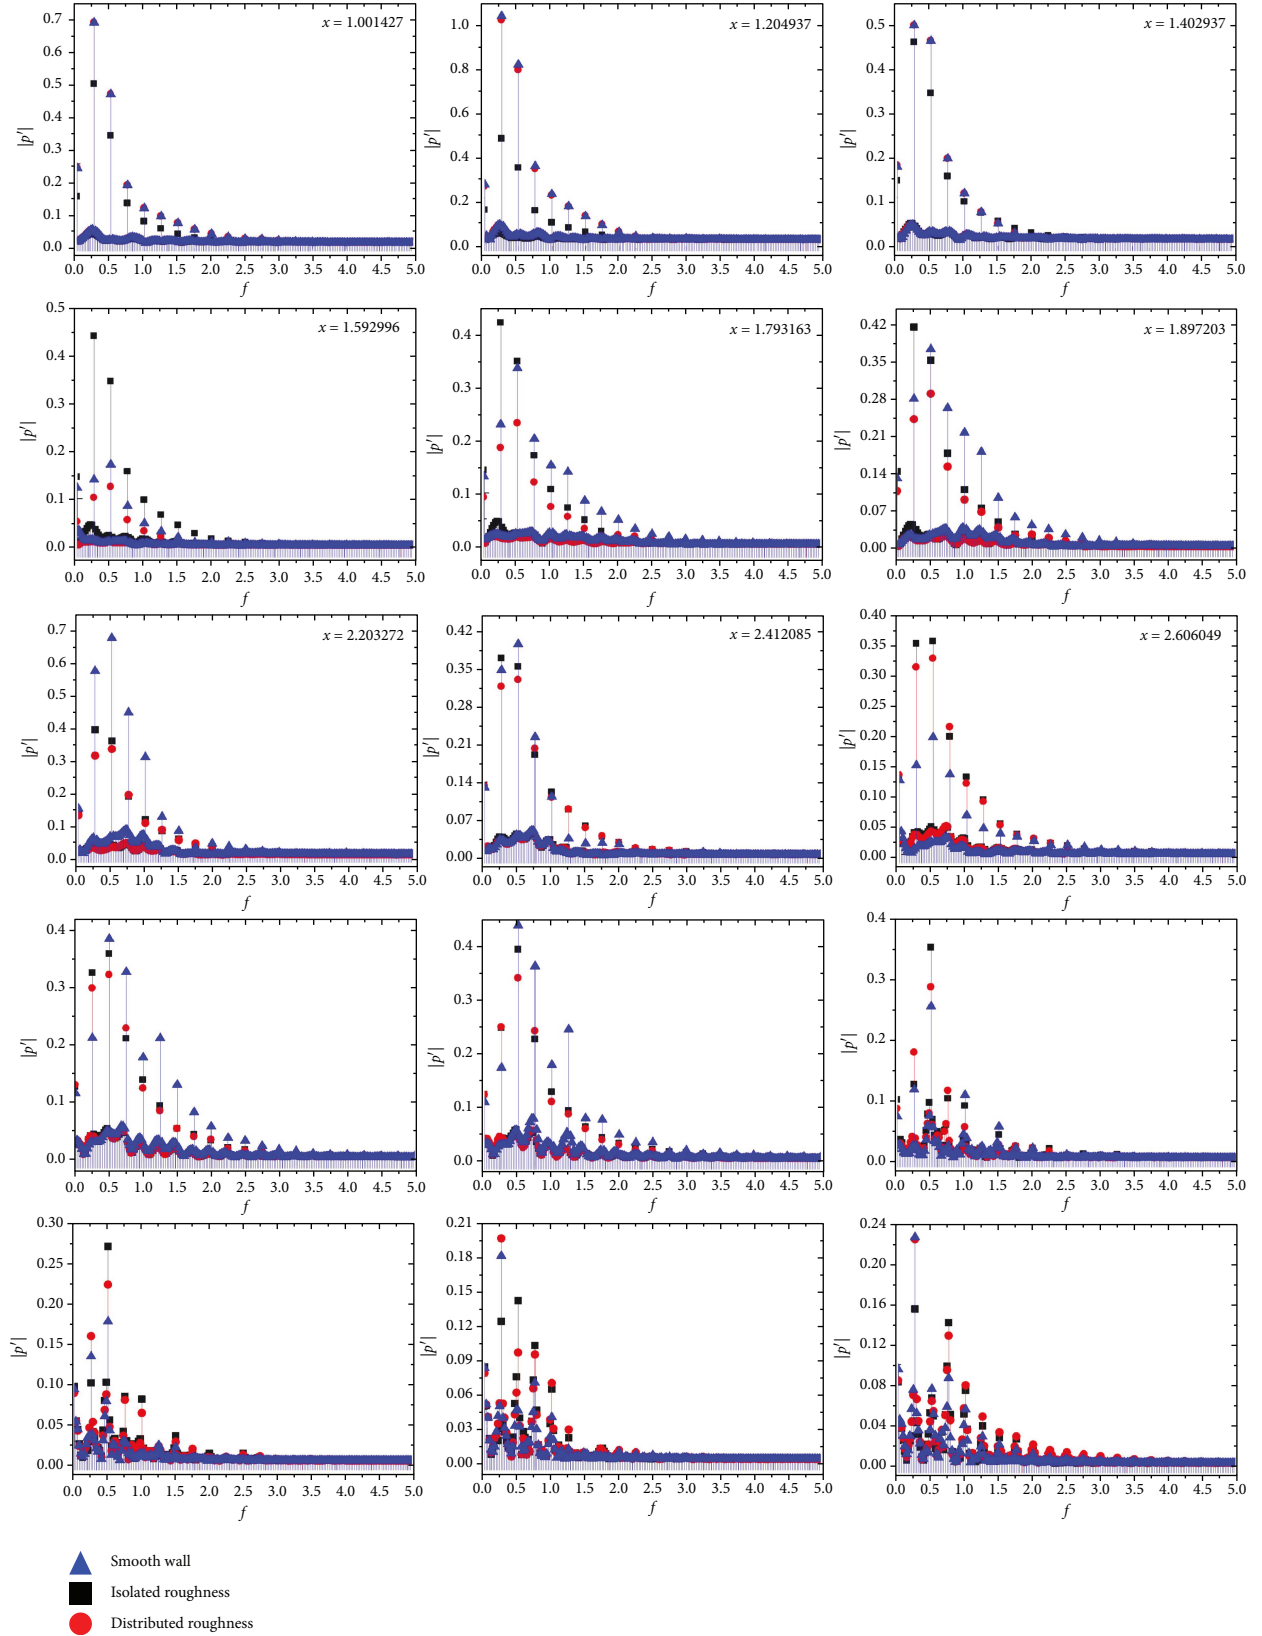 x = 1.001427
|p′|
0.7
0.6
0.5
0.4
0.3
0.2
0.1
0.0
0.0 0.5 1.0 1.5 2.0 2.5 3.0 3.5 4.0 4.5 5.0
f
x = 1.204937
|p′|
1.0
0.8
0.6
0.4
0.2
0.0
0.0 0.5 1.0 1.5 2.0 2.5 3.0 3.5 4.0 4.5 5.0
f
x = 1.402937
|p′|
0.5
0.4
0.3
0.2
0.1
0.0
0.0 0.5 1.0 1.5 2.0 2.5 3.0 3.5 4.0 4.5 5.0
f
x = 1.592996
|p′|
0.5
0.4
0.3
0.2
0.1
0.0
0.0 0.5 1.0 1.5 2.0 2.5 3.0 3.5 4.0 4.5 5.0
f
x = 1.793163
|p′|
0.4
0.3
0.2
0.1
0.0
0.0 0.5 1.0 1.5 2.0 2.5 3.0 3.5 4.0 4.5 5.0
f
x = 1.897203
|p′|
0.42
0.35
0.28
0.21
0.14
0.07
0.00
0.0 0.5 1.0 1.5 2.0 2.5 3.0 3.5 4.0 4.5 5.0
f
x = 2.203272
|p′|
0.7
0.6
0.5
0.4
0.3
0.2
0.1
0.0
0.0 0.5 1.0 1.5 2.0 2.5 3.0 3.5 4.0 4.5 5.0
f
x = 2.412085
|p′|
0.42
0.35
0.28
0.21
0.14
0.07
0.00
0.0 0.5 1.0 1.5 2.0 2.5 3.0 3.5 4.0 4.5 5.0
f
x = 2.606049
|p′|
0.40
0.35
0.30
0.25
0.20
0.15
0.10
0.05
0.00
0.0 0.5 1.0 1.5 2.0 2.5 3.0 3.5 4.0 4.5 5.0
f
|p′|
0.4
0.3
0.2
0.1
0.0
0.0 0.5 1.0 1.5 2.0 2.5 3.0 3.5 4.0 4.5 5.0
f
|p′|
0.4
0.3
0.2
0.1
0.0
0.0 0.5 1.0 1.5 2.0 2.5 3.0 3.5 4.0 4.5 5.0
f
|p′|
0.4
0.3
0.2
0.1
0.0
0.0 0.5 1.0 1.5 2.0 2.5 3.0 3.5 4.0 4.5 5.0
f
|p′|
0.30
0.25
0.20
0.15
0.10
0.05
0.00
0.0 0.5 1.0 1.5 2.0 2.5 3.0 3.5 4.0 4.5 5.0
f
|p′|
0.21
0.18
0.15
0.12
0.09
0.06
0.03
0.00
0.0 0.5 1.0 1.5 2.0 2.5 3.0 3.5 4.0 4.5 5.0
f
|p′|
0.24
0.20
0.16
0.12
0.08
0.04
0.00
0.0 0.5 1.0 1.5 2.0 2.5 3.0 3.5 4.0 4.5 5.0
f
Smooth wall
Isolated roughness
Distributed roughness